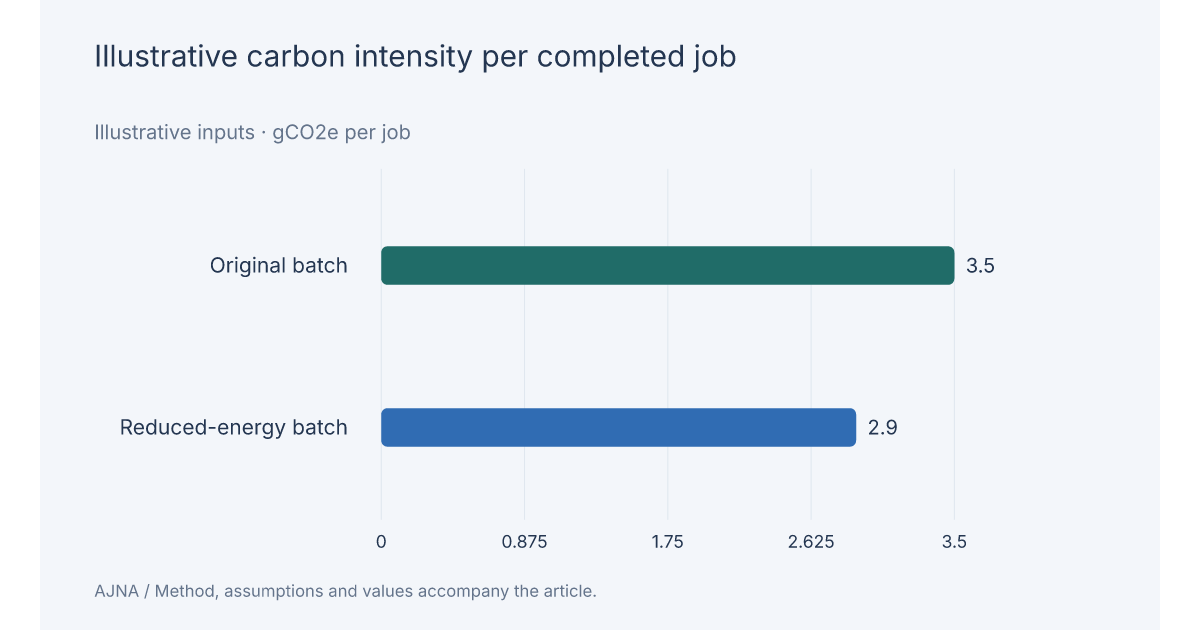 Illustrative carbon intensity per completed job
Illustrative inputs · gCO2e per job
Original batch 3.5
Reduced-energy batch 2.9
0 0.875 1.75 2.625 3.5
AJNA / Method, assumptions and values accompany the article.